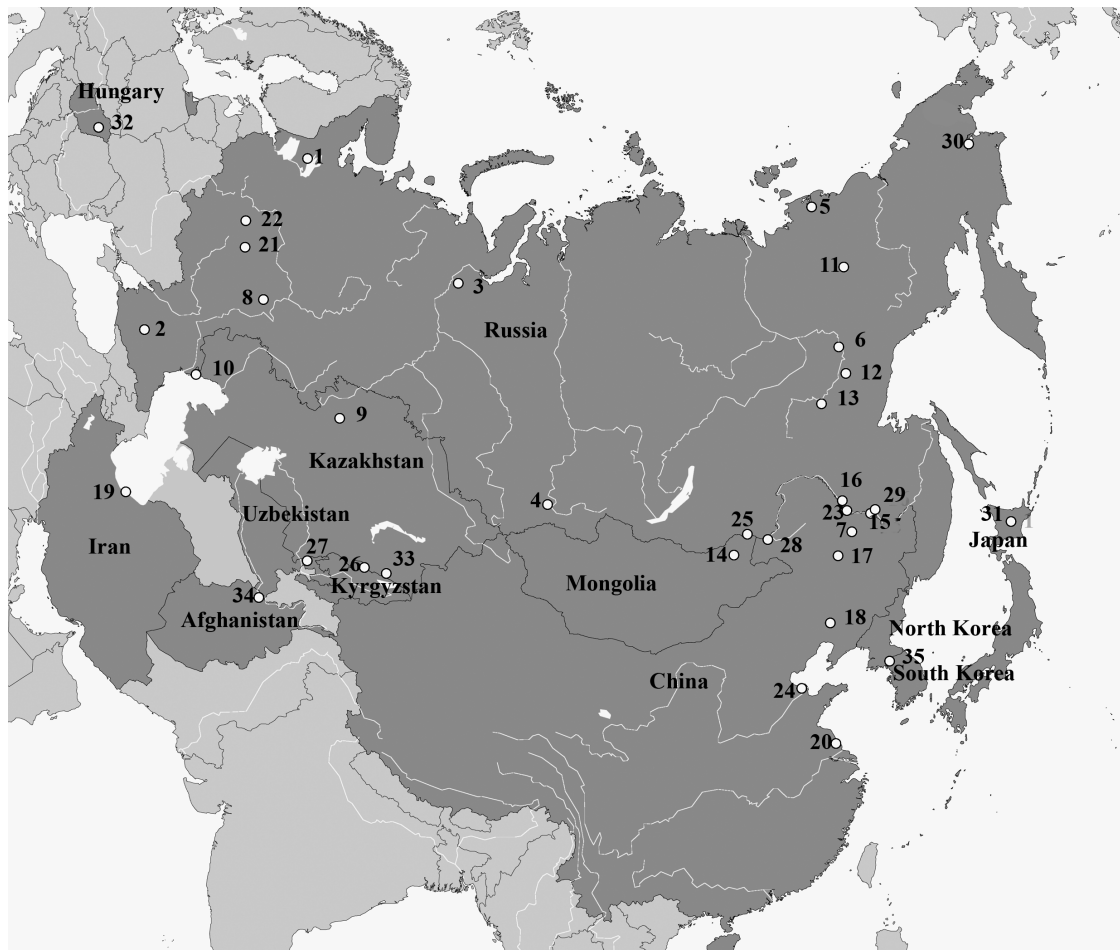 Hungary
32
1
30
22
5
21
11
3
8
Russia
2
6
10
12
13
9
Kazakhstan
16
29
19
4
23
15
31
Uzbekistan
25
7
Japan
Iran
28
27
14
17
26
33
Kyrgyzstan
Mongolia
34
Afghanistan
18
North Korea
35
South Korea
China
24
20